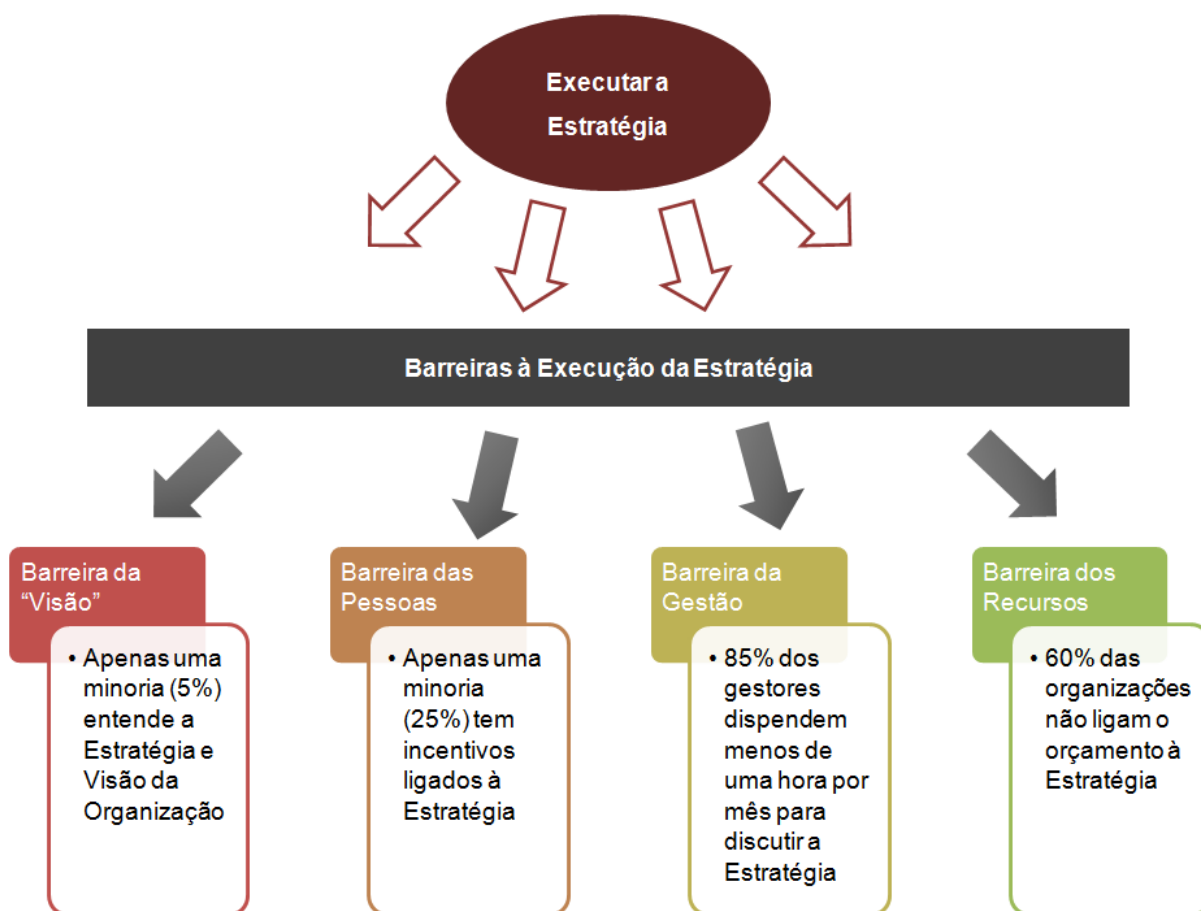 Executar a
Estratégia
Barreiras à Execução da Estratégia
Barreira da
“Visão”
• Apenas uma
minoria (5%)
entende a
Estratégia e
Visão da
Organização
Barreira das
Pessoas
• Apenas uma
minoria
(25%) tem
incentivos
ligados à
Estratégia
Barreira da
Gestão
• 85% dos
gestores
dispendem
menos de
uma hora por
mês para
discutir a
Estratégia
Barreira dos
Recursos
• 60% das
organizações
não ligam o
orçamento à
Estratégia